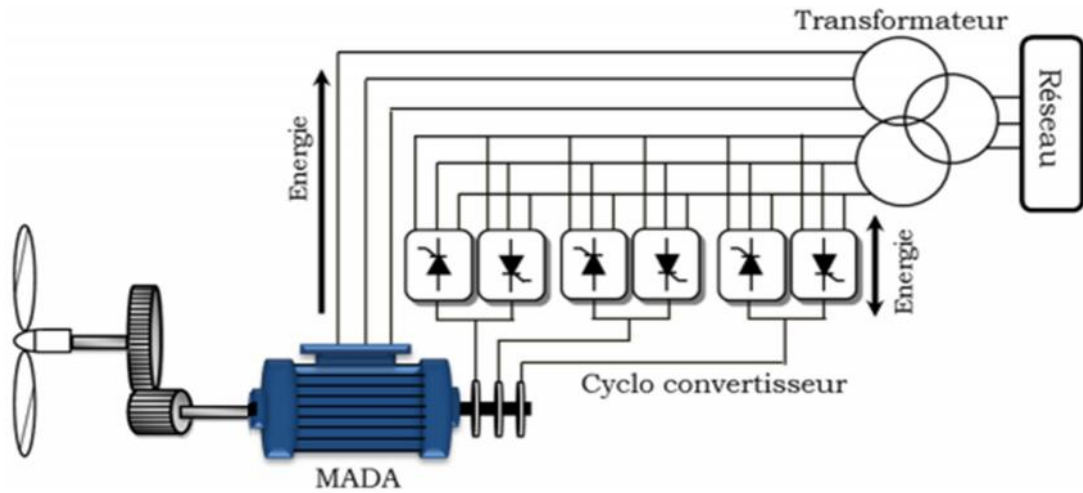 Transformateur
Réseau
Energie
Energie
Cyclo convertisseur
MADA